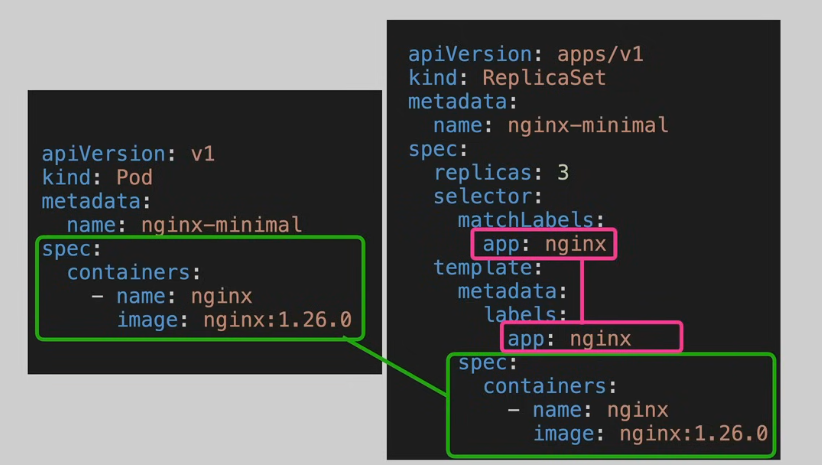 apiVersion: v1
kind: Pod
metadata:
  name: nginx-minimal
spec:
  containers:
    - name: nginx
      image: nginx:1.26.0
apiVersion: apps/v1
kind: ReplicaSet
metadata:
  name: nginx-minimal
spec:
  replicas: 3
  selector:
    matchLabels:
      app: nginx
  template:
    metadata:
      labels:
        app: nginx
    spec:
      containers:
        - name: nginx
          image: nginx:1.26.0